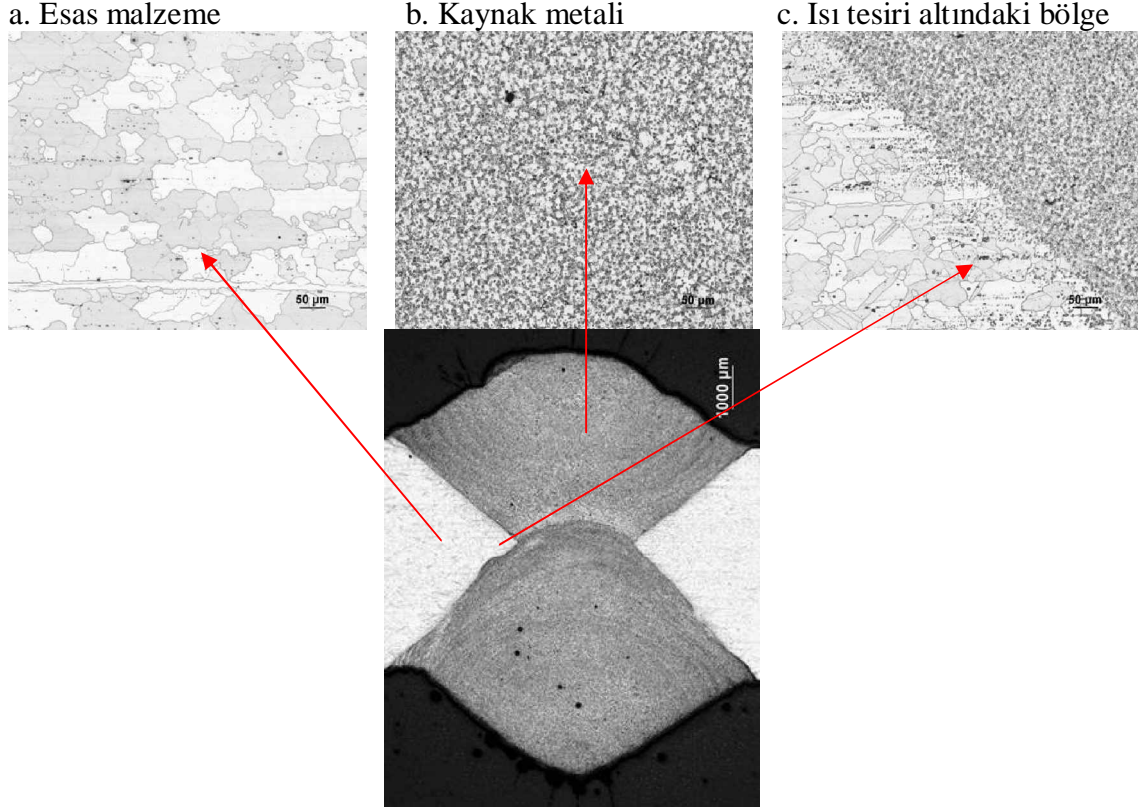 a. Esas malzeme
b. Kaynak metali
c. Isı tesiri altındaki bölge
50 µm
50 µm
50 µm
1000 µm